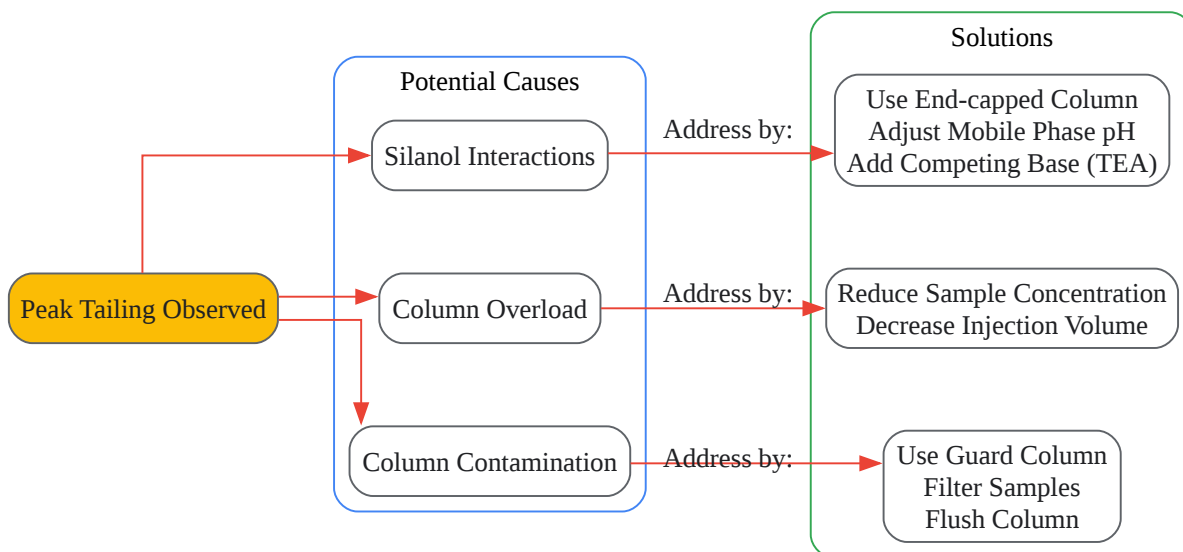 Solutions
Potential Causes
Use End-capped Column
Adjust Mobile Phase pH
Add Competing Base (TEA)
Address by:
Silanol Interactions
Peak Tailing Observed
Column Overload
Address by:
Reduce Sample Concentration
Decrease Injection Volume
Column Contamination
Address by:
Use Guard Column
Filter Samples
Flush Column